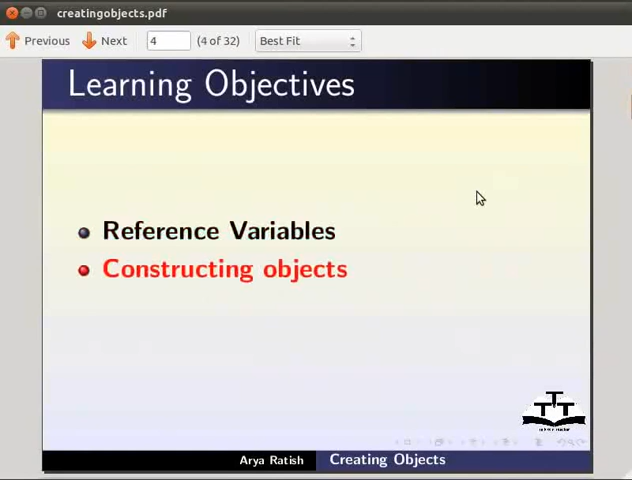 creatingobjects.pdf
Previous Next 4 (4 of 32) Best Fit
Learning Objectives
Reference Variables
Constructing objects
TTT
Arya Ratish Creating Objects